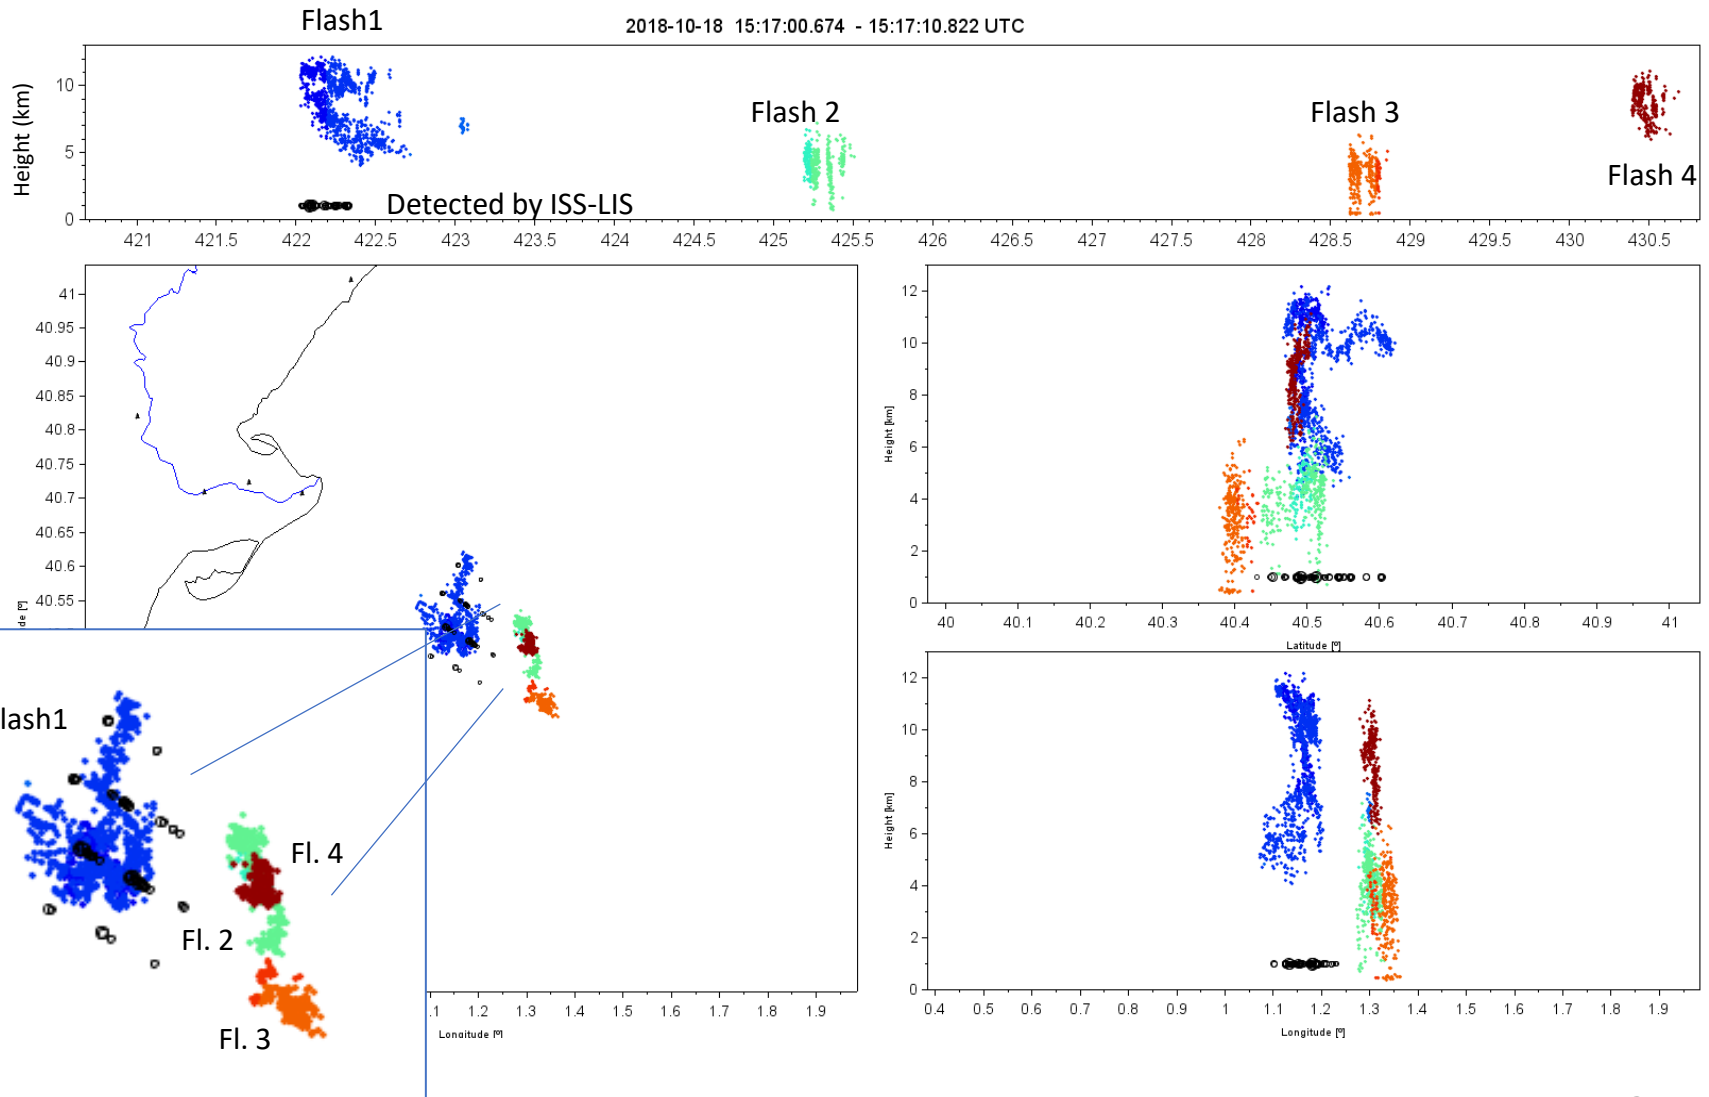 Flash1
2018-10-18 15:17:00.674 - 15:17:10.822 UTC
Height (km)
10
5
0
Flash 2
Flash 3
Flash 4
Detected by ISS-LIS
421 421.5 422 422.5 423 423.5 424 424.5 425 425.5 426 426.5 427 427.5 428 428.5 429 429.5 430 430.5
41
40.95
40.9
40.85
40.8
40.75
40.7
40.65
40.6
40.55
de [º]
lash1
Fl. 4
Fl. 2
Fl. 3
.1 1.2 1.3 1.4 1.5 1.6 1.7 1.8 1.9
Longitude [º]
Height [km]
12
10
8
6
4
2
0
40 40.1 40.2 40.3 40.4 40.5 40.6 40.7 40.8 40.9 41
Latitude [º]
Height [km]
12
10
8
6
4
2
0
0.4 0.5 0.6 0.7 0.8 0.9 1 1.1 1.2 1.3 1.4 1.5 1.6 1.7 1.8 1.9
Longitude [º]